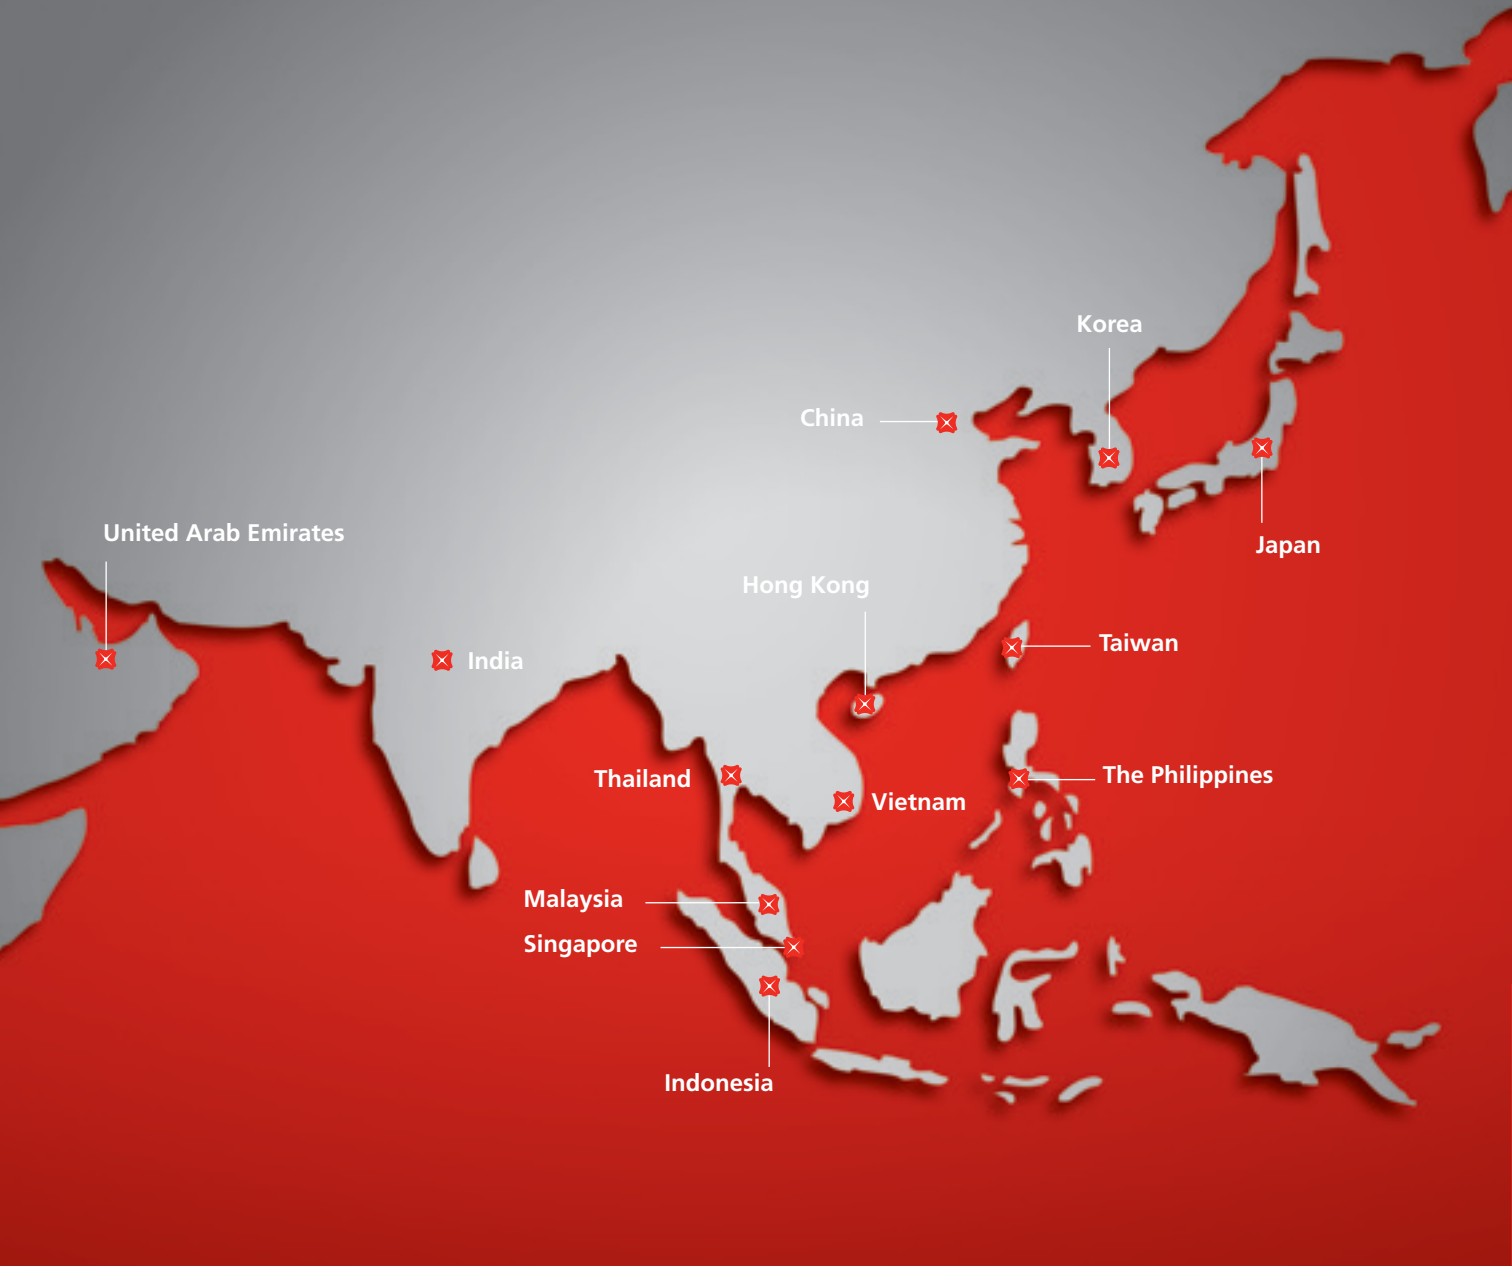 Korea
China
United Arab Emirates
Japan
Hong Kong
Taiwan
India
The Philippines
Thailand
Vietnam
Malaysia
Singapore
Indonesia